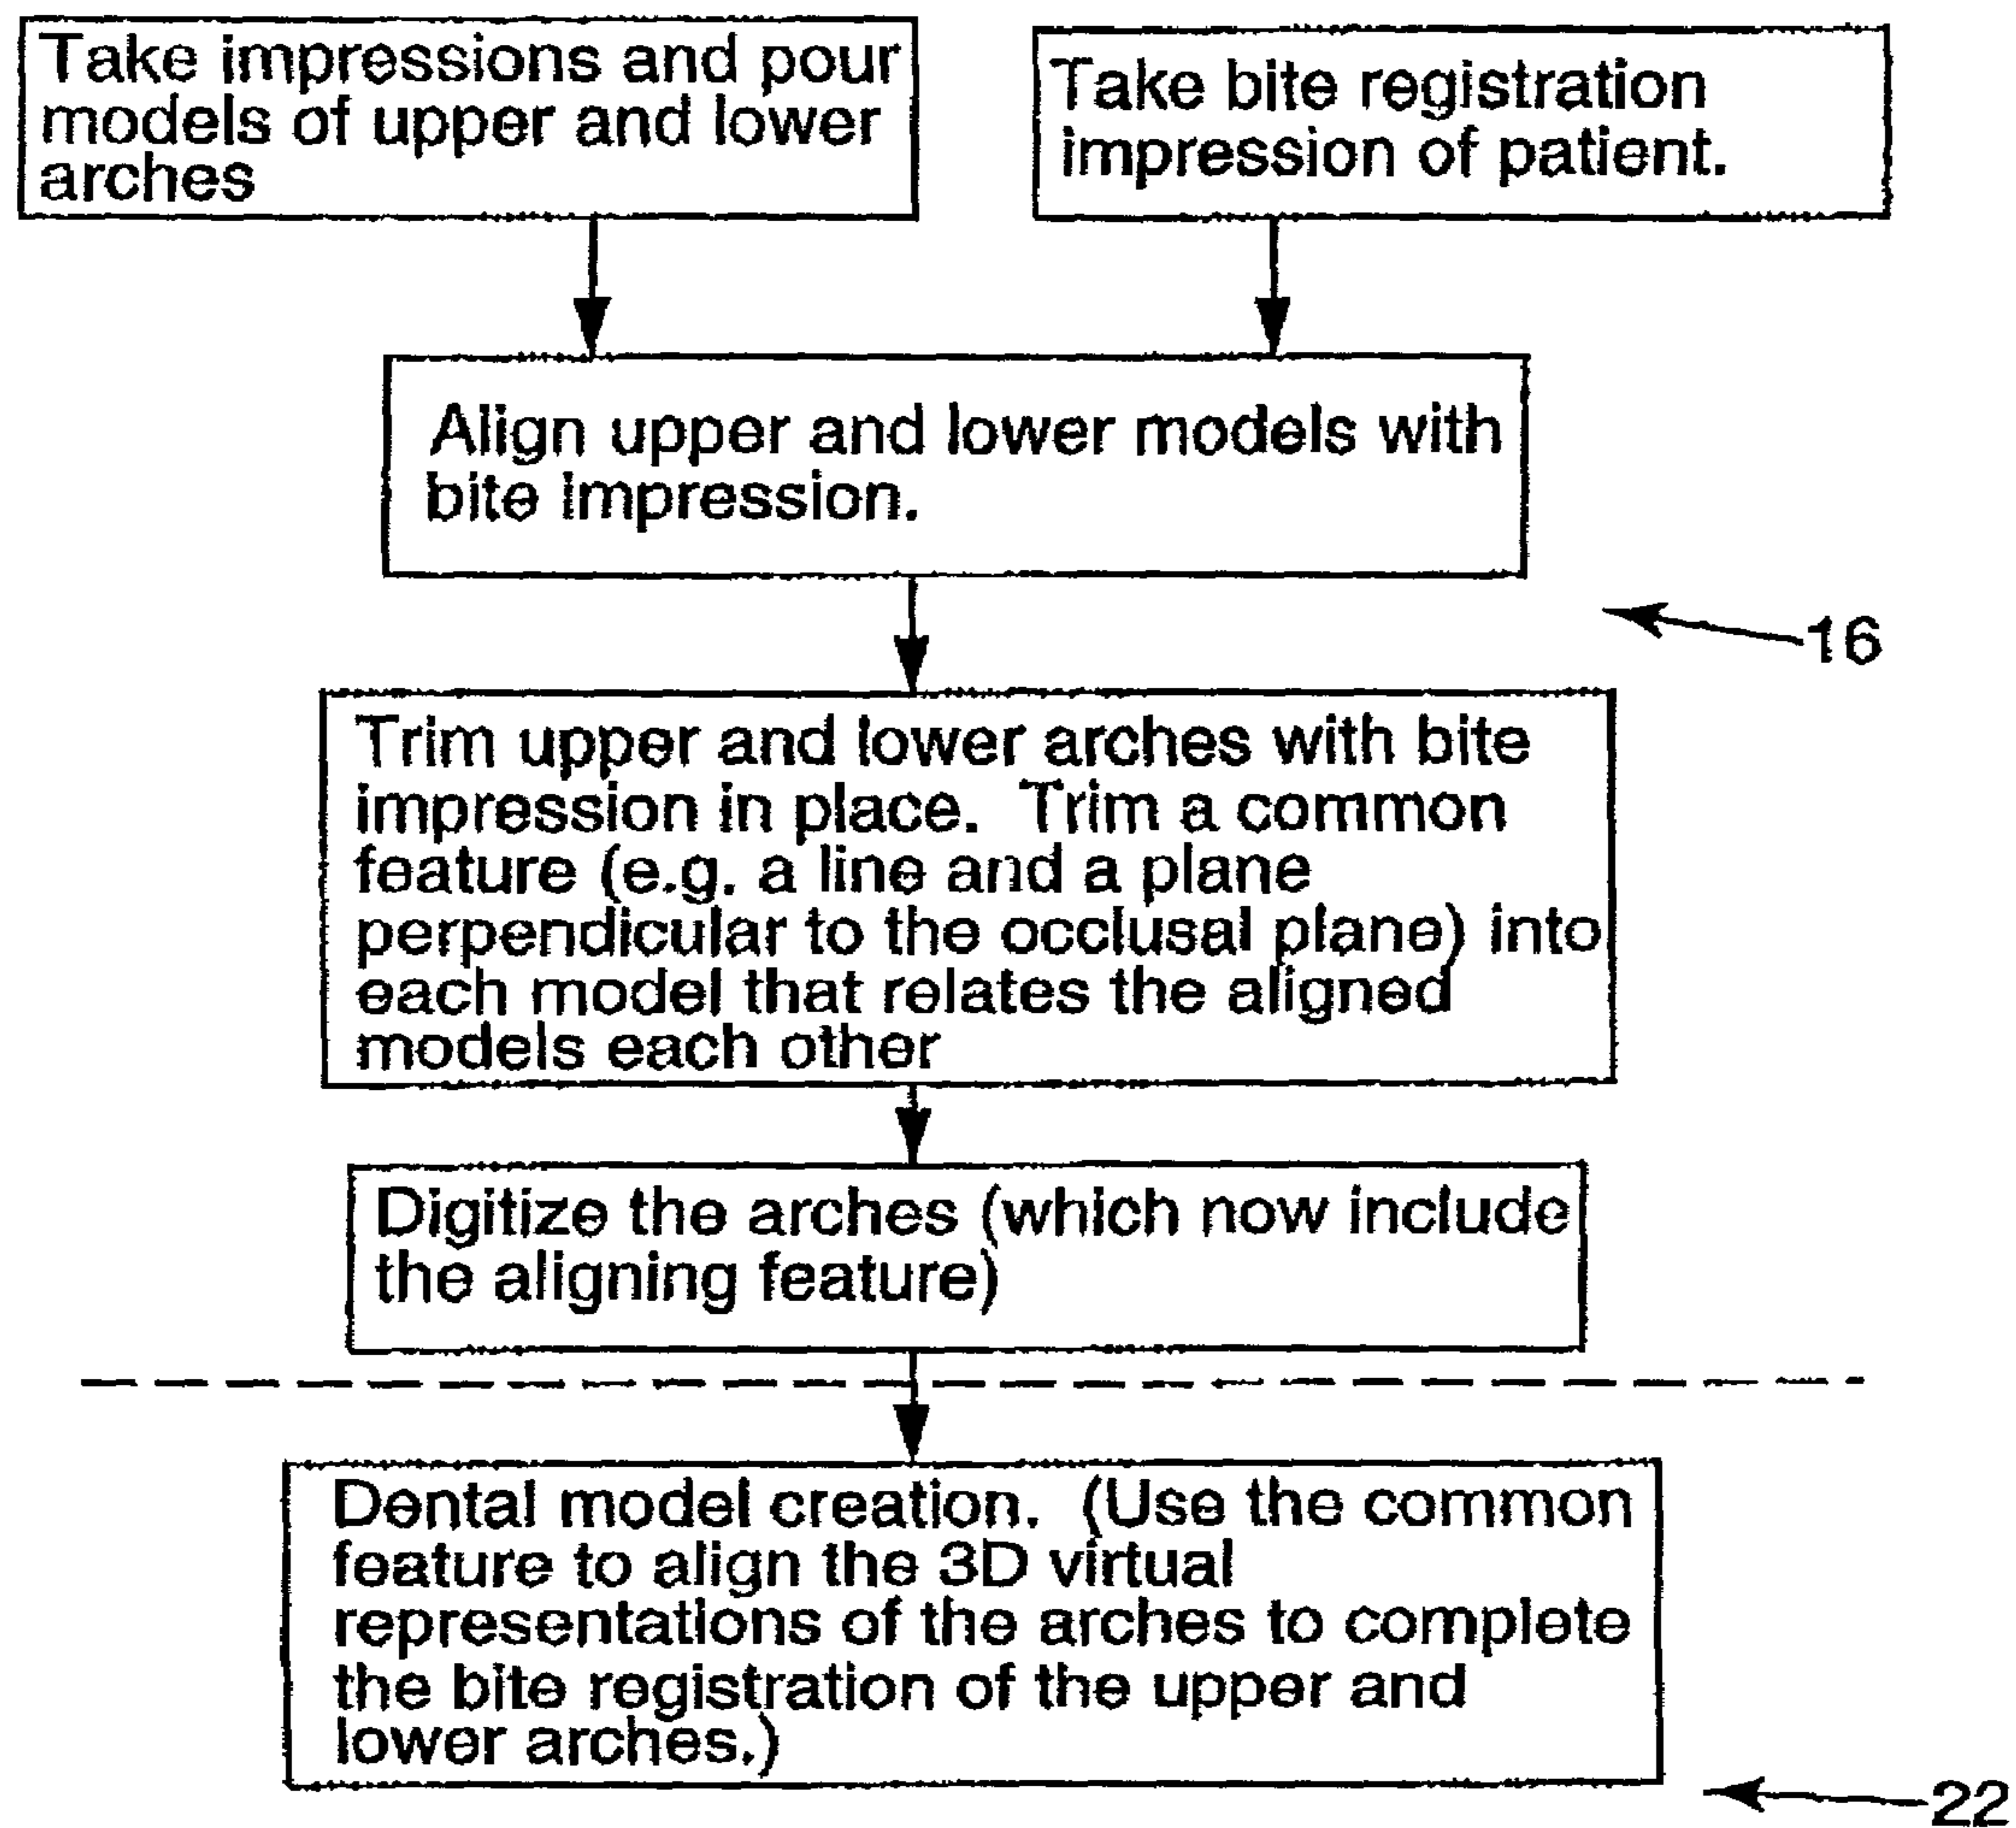 Take impressions and pour
models of upper and lower
arches
Take bite registration
impression of patient.
Align upper and lower models with
bite impression.
16
Trim upper and lower arches with bite
impression in place. Trim a common
feature (e.g. a line and a plane
perpendicular to the occlusal plane) into
each model that relates the aligned
models each other
Digitize the arches (which now include
the aligning feature)
Dental model creation. (Use the common
feature to align the 3D virtual
representations of the arches to complete
the bite registration of the upper and
lower arches.)
22